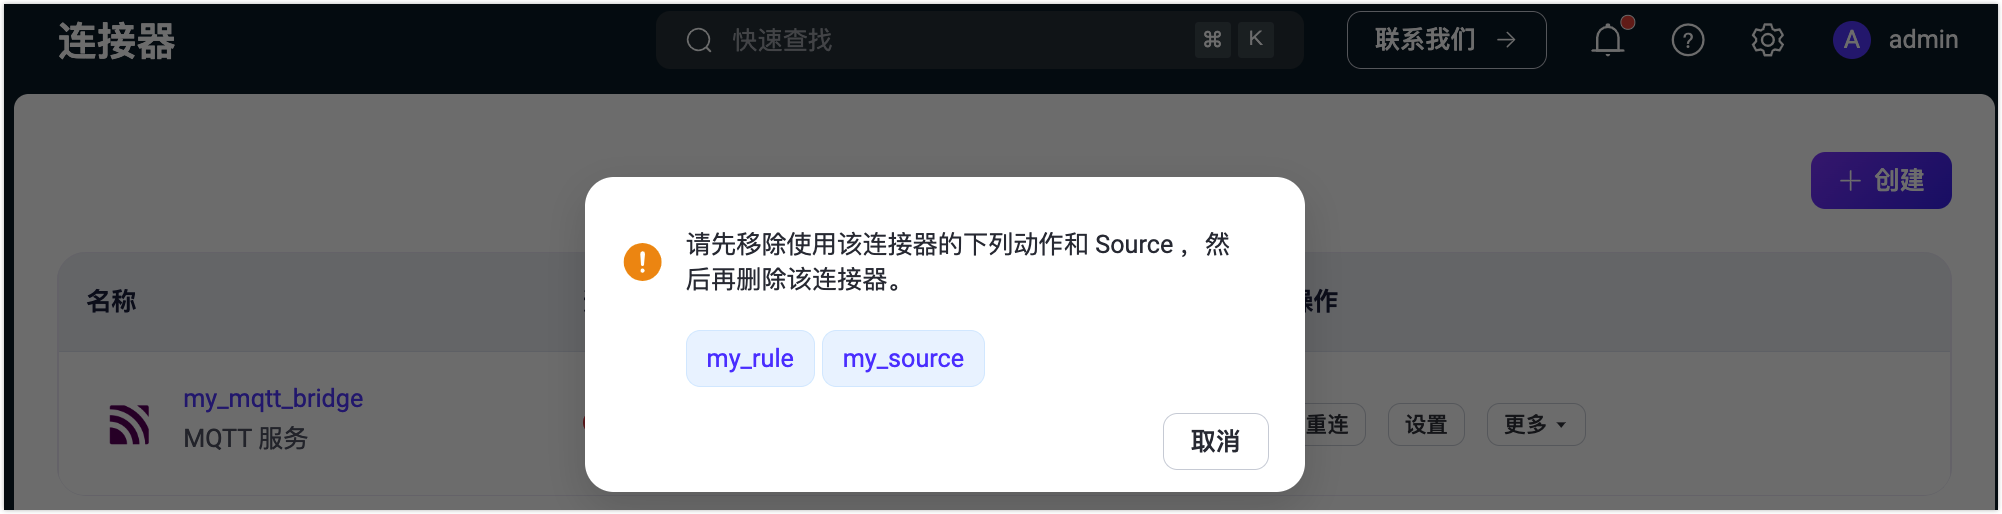 连接器
快速查找
⌘ K
联系我们 →
?
A admin
+ 创建
请先移除使用该连接器的下列动作和 Source ，然
后再删除该连接器。
my_rule my_source
取消
名称
操作
my_mqtt_bridge
MQTT 服务
重连 设置 更多